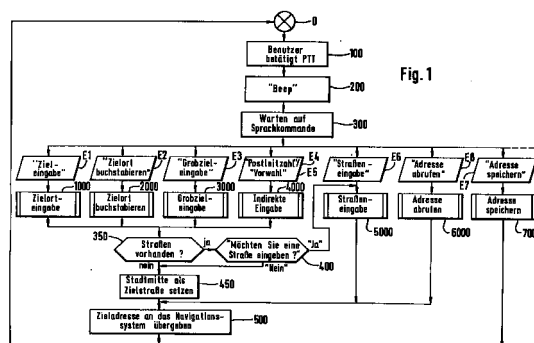 0
Benutzer
betätigt PTT
100
Fig.1
"Beep"
200
Warten auf
Sprachkommando
300
"Ziel-
eingabe"
E1
"Zielort
buchstabieren"
E2
"Grobziel-
eingabe"
E3
"Postleitzahl"/
"Vorwahl"
E4
E5
"Straßen-
eingabe"
E6
"Adresse
abrufen"
E8
"Adresse
speichern"
E7
Zielort-
eingabe
1000
Zielort
buchstabieren
2000
Grobziel-
eingabe
3000
Indirekte
Eingabe
4000
Straßen-
eingabe
5000
Adresse
abrufen
6000
Adresse
speichern
700
350
Straßen
vorhanden ?
ja
"Möchten Sie eine
Straße eingeben ?"
"Ja"
400
nein
"Nein"
Stadtmitte als
Zielstraße setzen
450
Zieladresse an das Navigations-
system übergeben
500